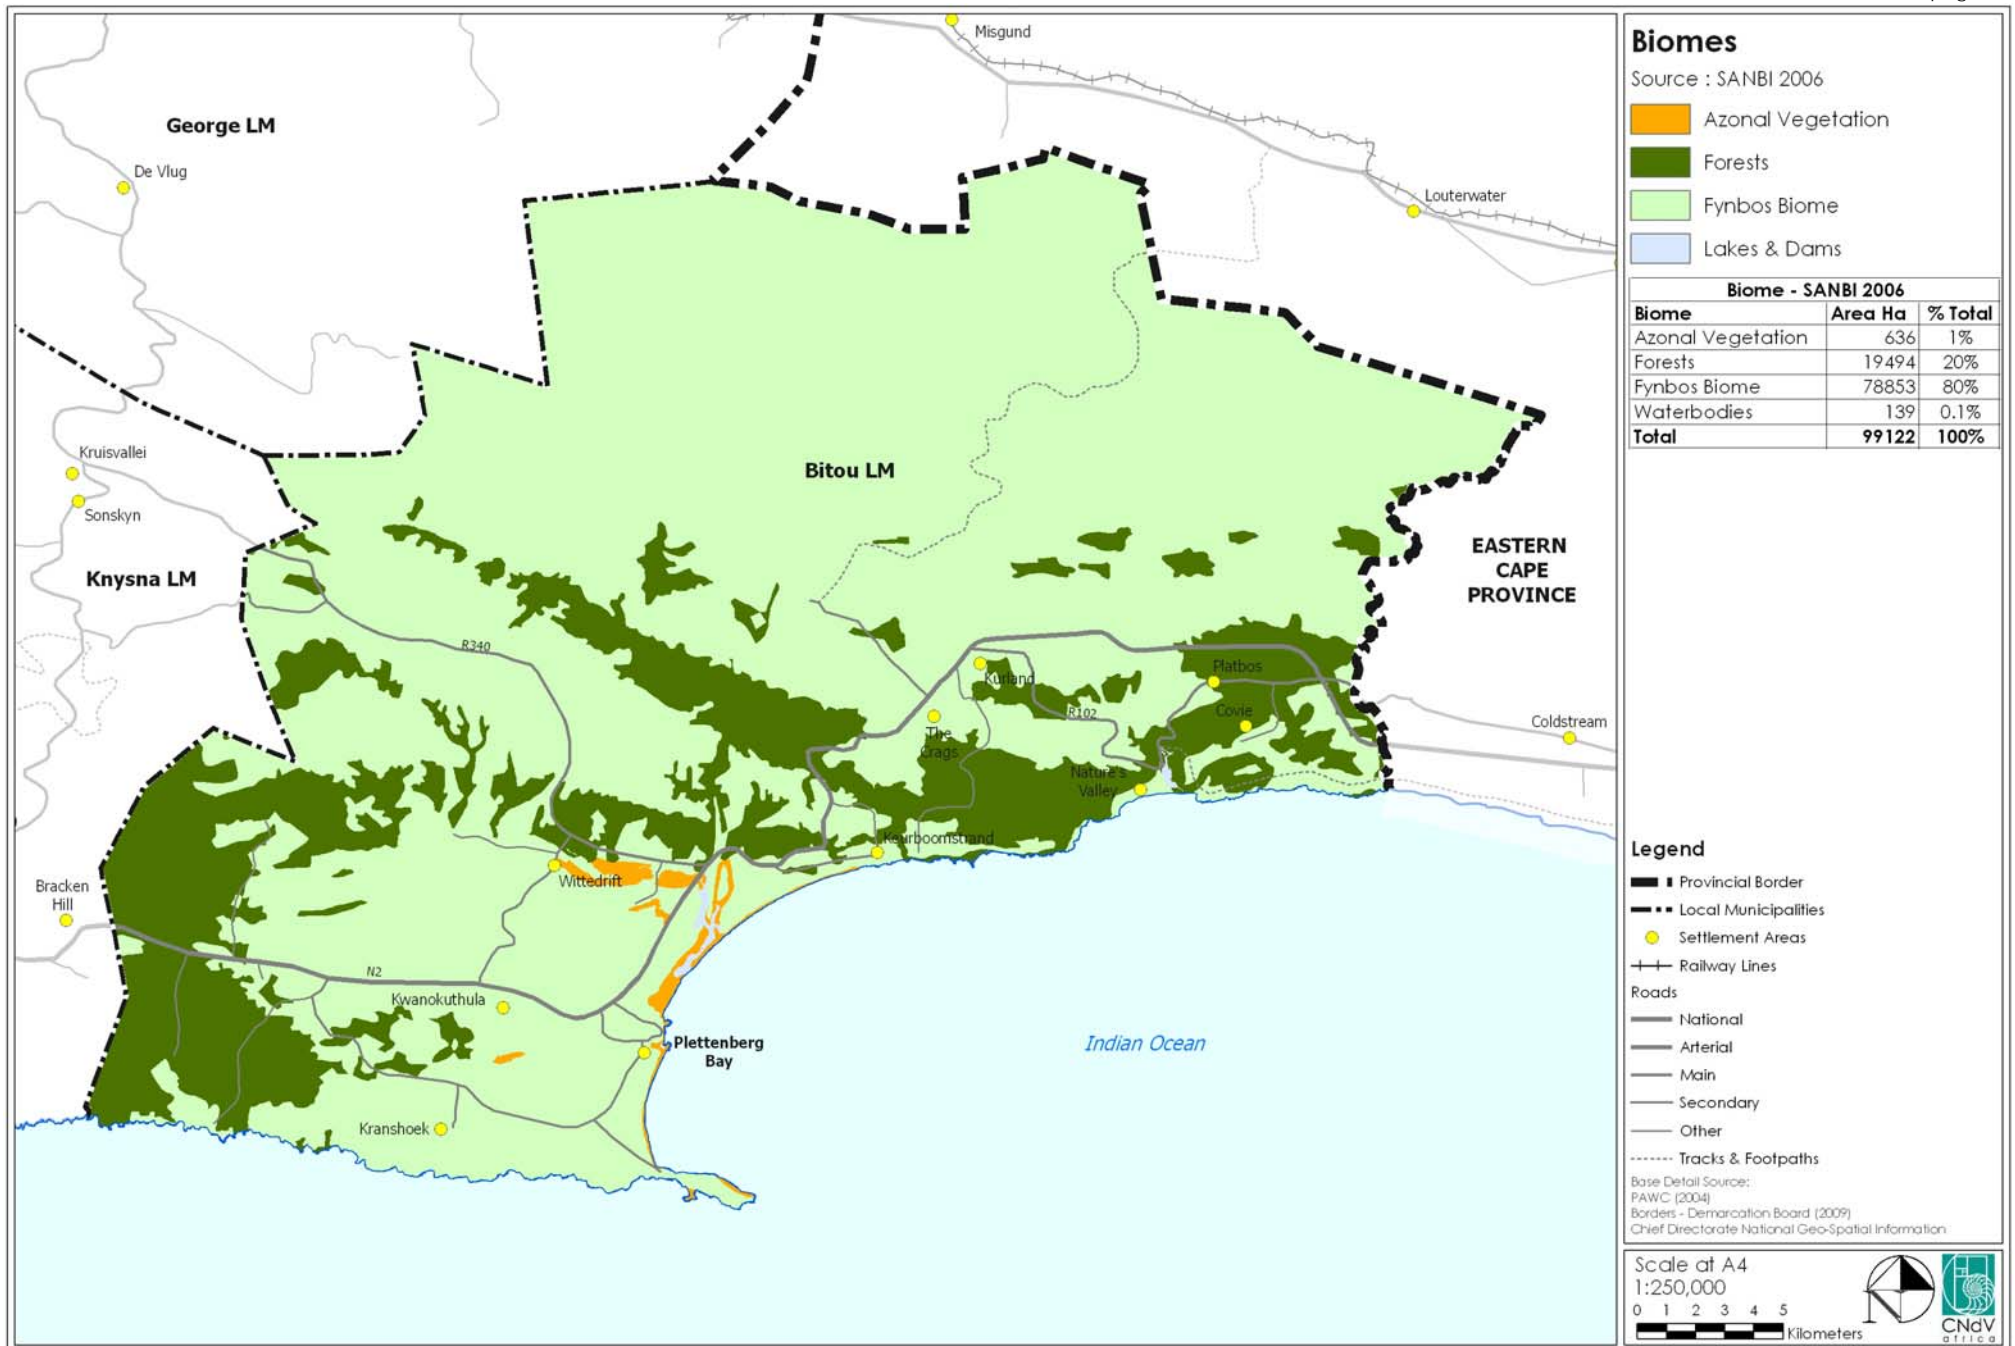 Misgund
George LM
De Vlug
Louterwater
Kruisvallei
Sonskyn
Bitou LM
Knysna LM
EASTERN
CAPE
PROVINCE
R340
Kurland
Platbos
R102
Covie
The
Crags
Coldstream
Nature's
Valley
Keurboomstrand
Wittedrift
Bracken
Hill
N2
Kwanokuthula
Plettenberg
Bay
Indian Ocean
Kranshoek
Biomes
Source : SANBI 2006
Azonal Vegetation
Forests
Fynbos Biome
Lakes & Dams
Biome - SANBI 2006
Biome Area Ha % Total
Azonal Vegetation 636 1%
Forests 19494 20%
Fynbos Biome 78853 80%
Waterbodies 139 0.1%
Total 99122 100%
Legend
Provincial Border
Local Municipalities
Settlement Areas
Railway Lines
Roads
National
Arterial
Main
Secondary
Other
Tracks & Footpaths
Base Detail Source:
PAWC (2004)
Borders - Demarcation Board (2009)
Chief Directorate National Geo-Spatial Information
Scale at A4
1:250,000
0 1 2 3 4 5
Kilometers
CNdV
africa